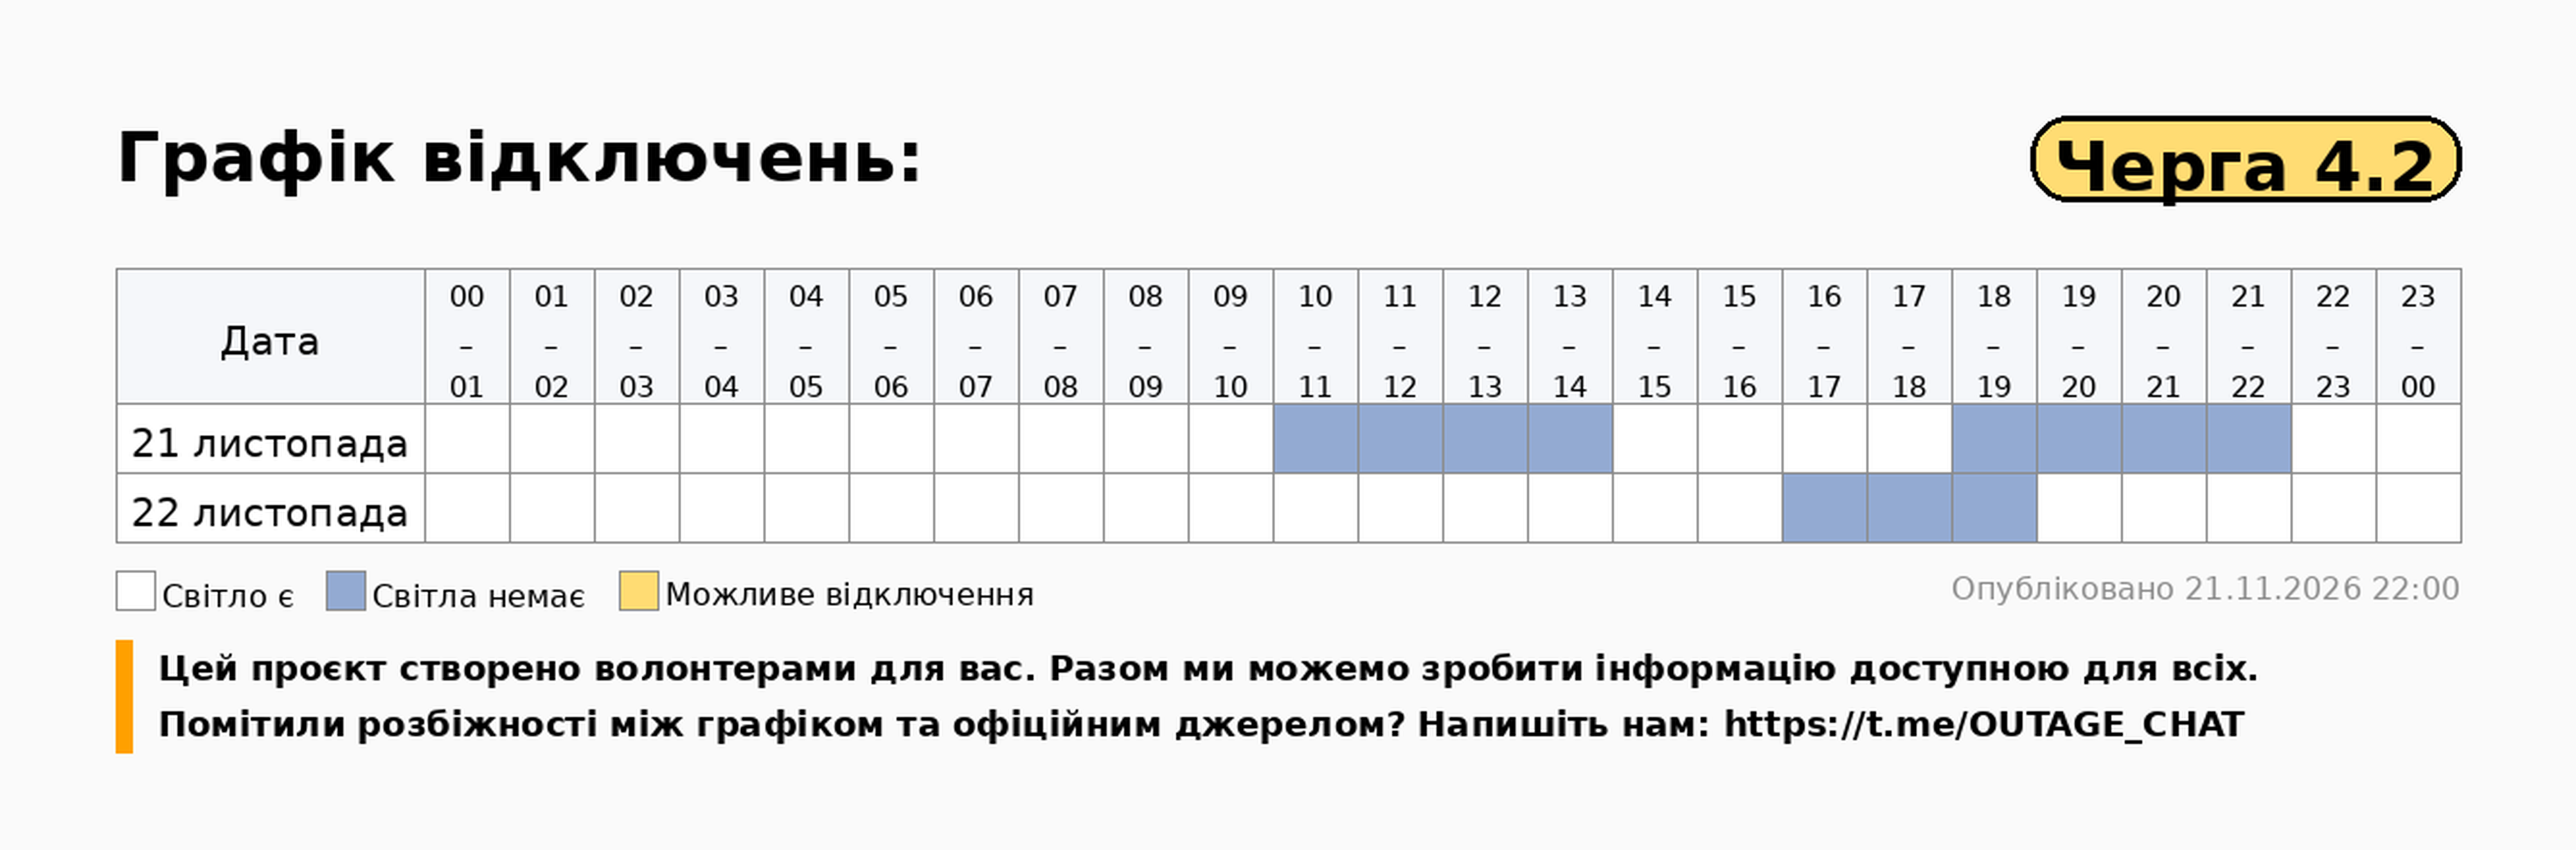 Графік відключень:
Черга 4.2
Дата 00 – 01 01 – 02 02 – 03 03 – 04 04 – 05 05 – 06 06 – 07 07 – 08 08 – 09 09 – 10 10 – 11 11 – 12 12 – 13 13 – 14 14 – 15 15 – 16 16 – 17 17 – 18 18 – 19 19 – 20 20 – 21 21 – 22 22 – 23 23 – 00
21 листопада
22 листопада
Світло є Світла немає Можливе відключення
Опубліковано 21.11.2026 22:00
Цей проєкт створено волонтерами для вас. Разом ми можемо зробити інформацію доступною для всіх.
Помітили розбіжності між графіком та офіційним джерелом? Напишіть нам: https://t.me/OUTAGE_CHAT